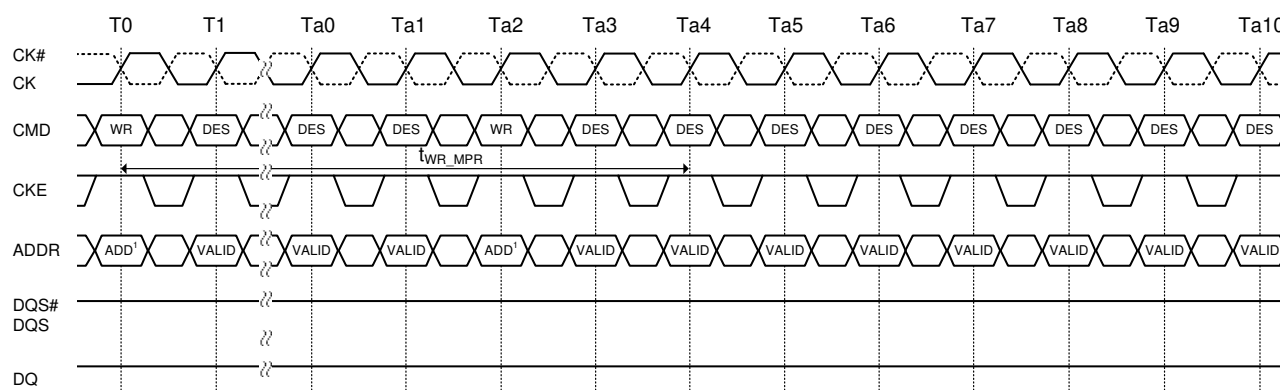 T0 T1 Ta0 Ta1 Ta2 Ta3 Ta4 Ta5 Ta6 Ta7 Ta8 Ta9 Ta10
CK#
CK
CMD WR DES DES DES WR DES DES DES DES DES DES DES DES
tWR_MPR
CKE
ADDR ADD¹ VALID VALID VALID ADD¹ VALID VALID VALID VALID VALID VALID VALID VALID
DQS#
DQS
DQ